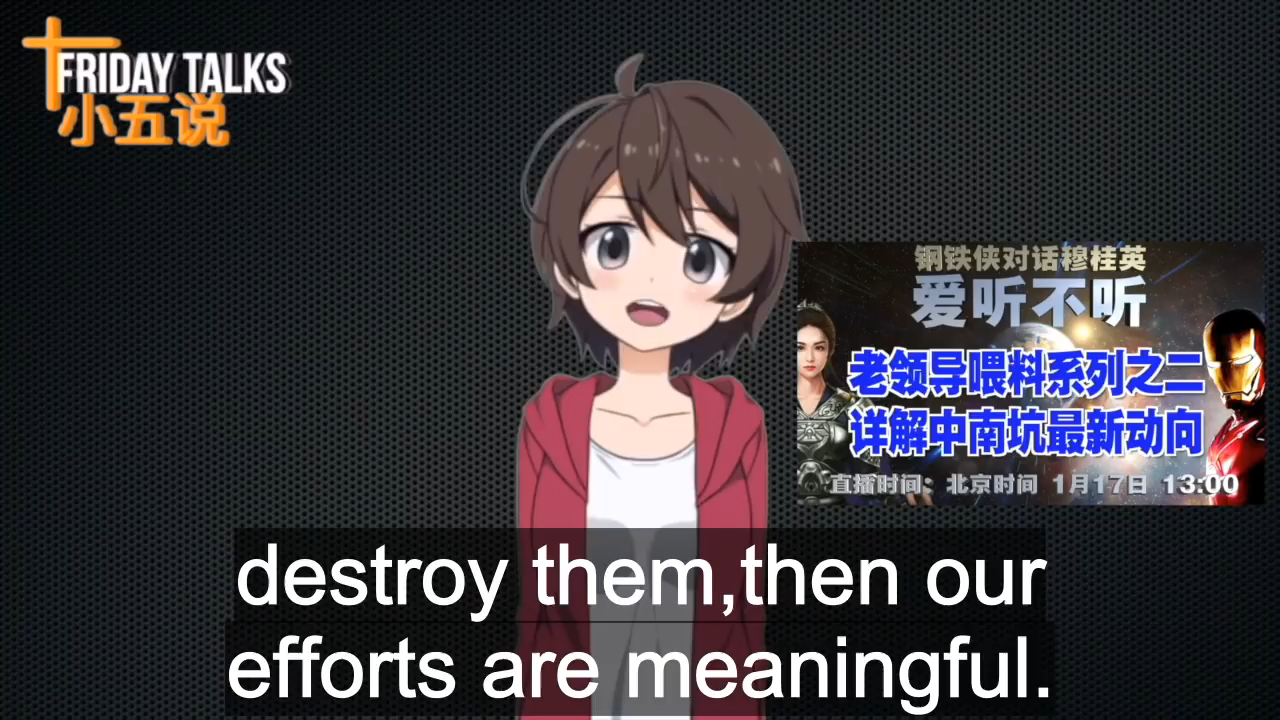 FRIDAY TALKS
小五说
钢铁侠对话穆桂英
爱听不听
老领导喂料系列之二
详解中南坑最新动向
直播时间：北京时间 1月17日 13:00
destroy them,then our
efforts are meaningful.